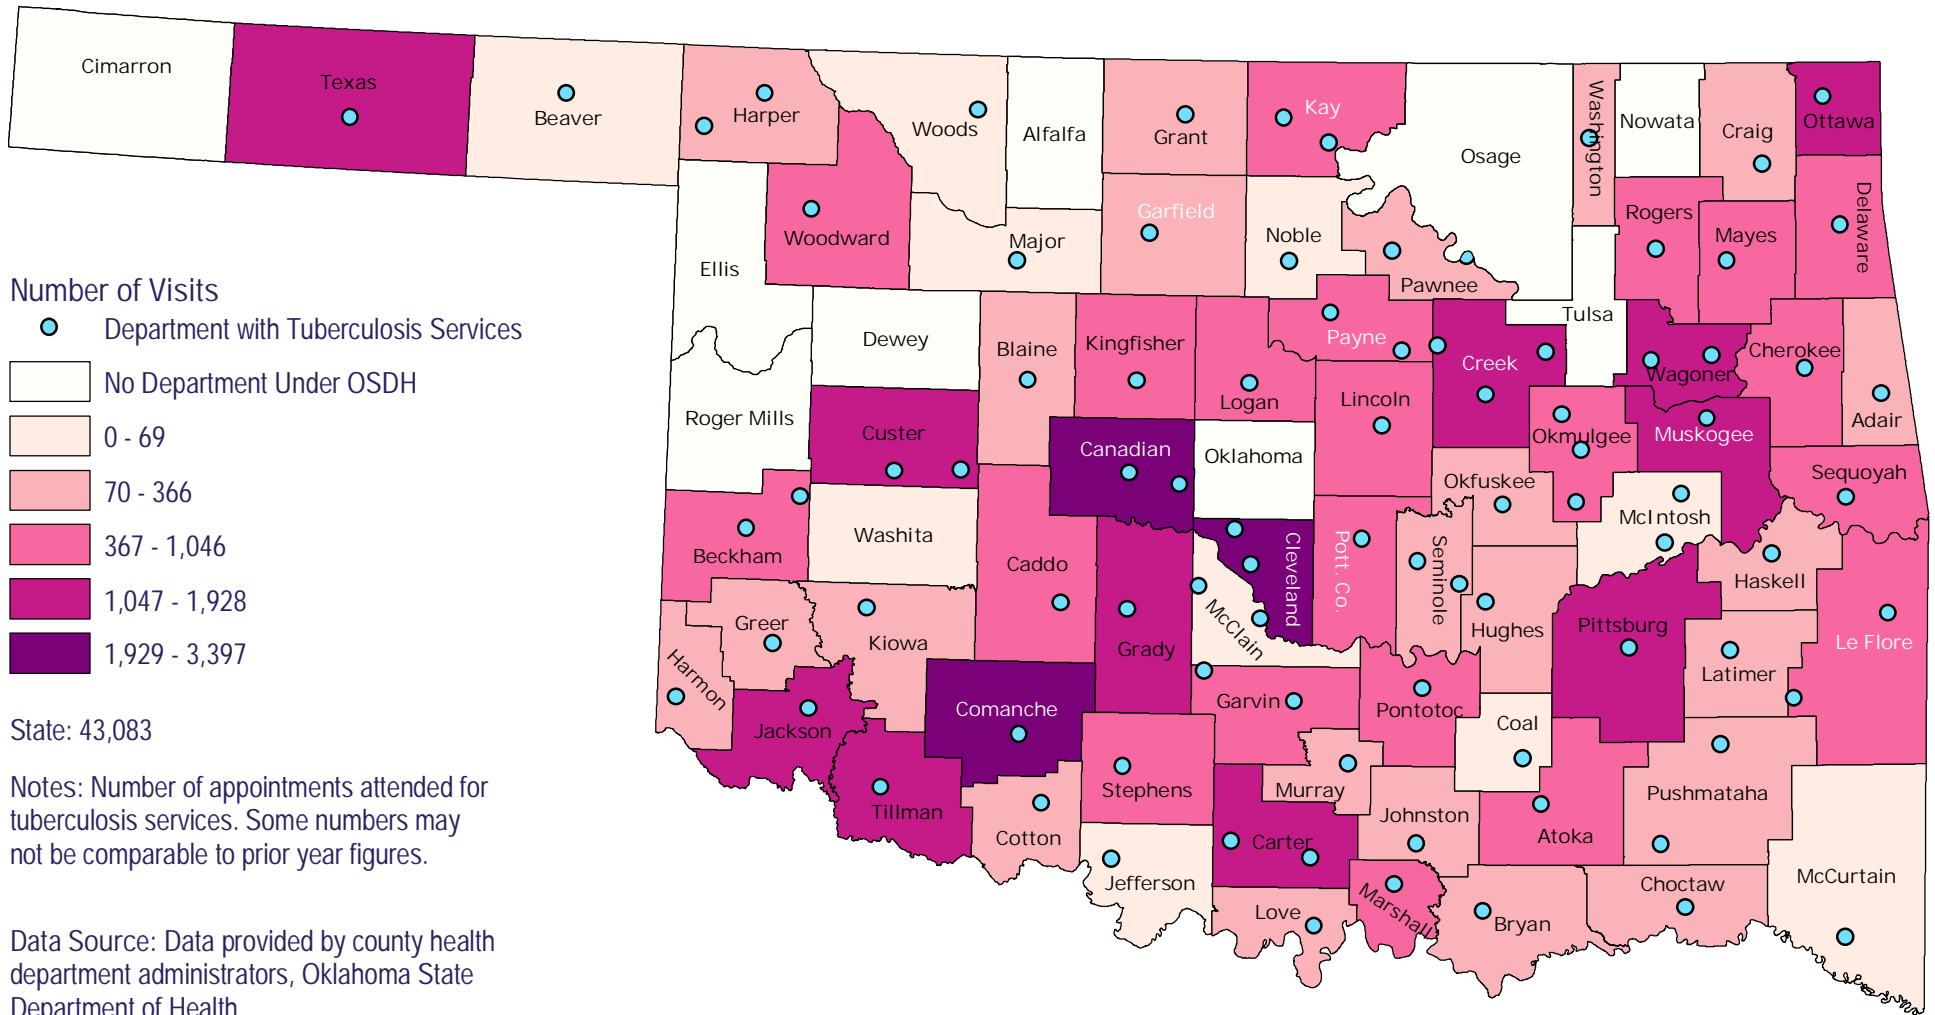 Cimarron
Texas
Beaver
Harper
Woods
Alfalfa
Grant
Kay
Osage
Washington
Nowata
Craig
Ottawa
Delaware
Ellis
Woodward
Major
Garfield
Noble
Pawnee
Rogers
Mayes
Tulsa
Dewey
Blaine
Kingfisher
Logan
Payne
Creek
Wagoner
Cherokee
Adair
Roger Mills
Custer
Canadian
Oklahoma
Lincoln
Okmulgee
Muskogee
Sequoyah
Beckham
Washita
Caddo
Grady
McClain
Cleveland
Pott. Co.
Seminole
Okfuskee
Hughes
McIntosh
Haskell
Pittsburg
Latimer
Le Flore
Harmon
Greer
Kiowa
Jackson
Comanche
Tillman
Cotton
Stephens
Garvin
Pontotoc
Coal
Murray
Johnston
Atoka
Pushmataha
McCurtain
Jefferson
Carter
Love
Marshall
Bryan
Choctaw
Number of Visits
Department with Tuberculosis Services
No Department Under OSDH
0 - 69
70 - 366
367 - 1,046
1,047 - 1,928
1,929 - 3,397
State: 43,083
Notes: Number of appointments attended for
tuberculosis services. Some numbers may
not be comparable to prior year figures.
Data Source: Data provided by county health
department administrators, Oklahoma State
Department of Health